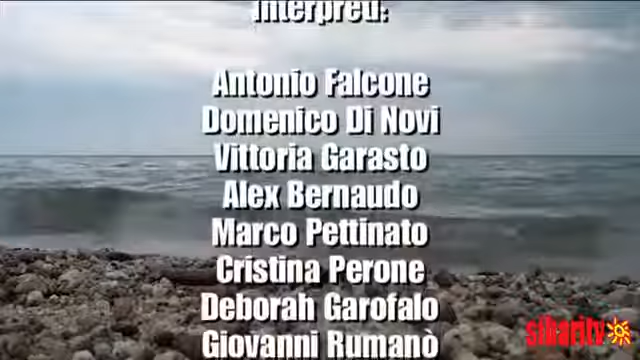 Interpreti:
Antonio Falcone
Domenico Di Novi
Vittoria Garasto
Alex Bernaudo
Marco Pettinato
Cristina Perone
Deborah Garofalo
Giovanni Rumanò
sibaritv